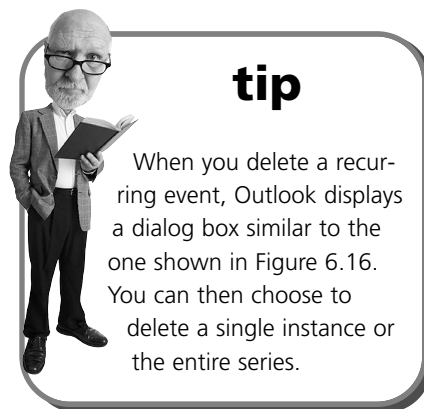 tip
When you delete a recur-
ring event, Outlook displays
a dialog box similar to the
one shown in Figure 6.16.
You can then choose to
delete a single instance or
the entire series.